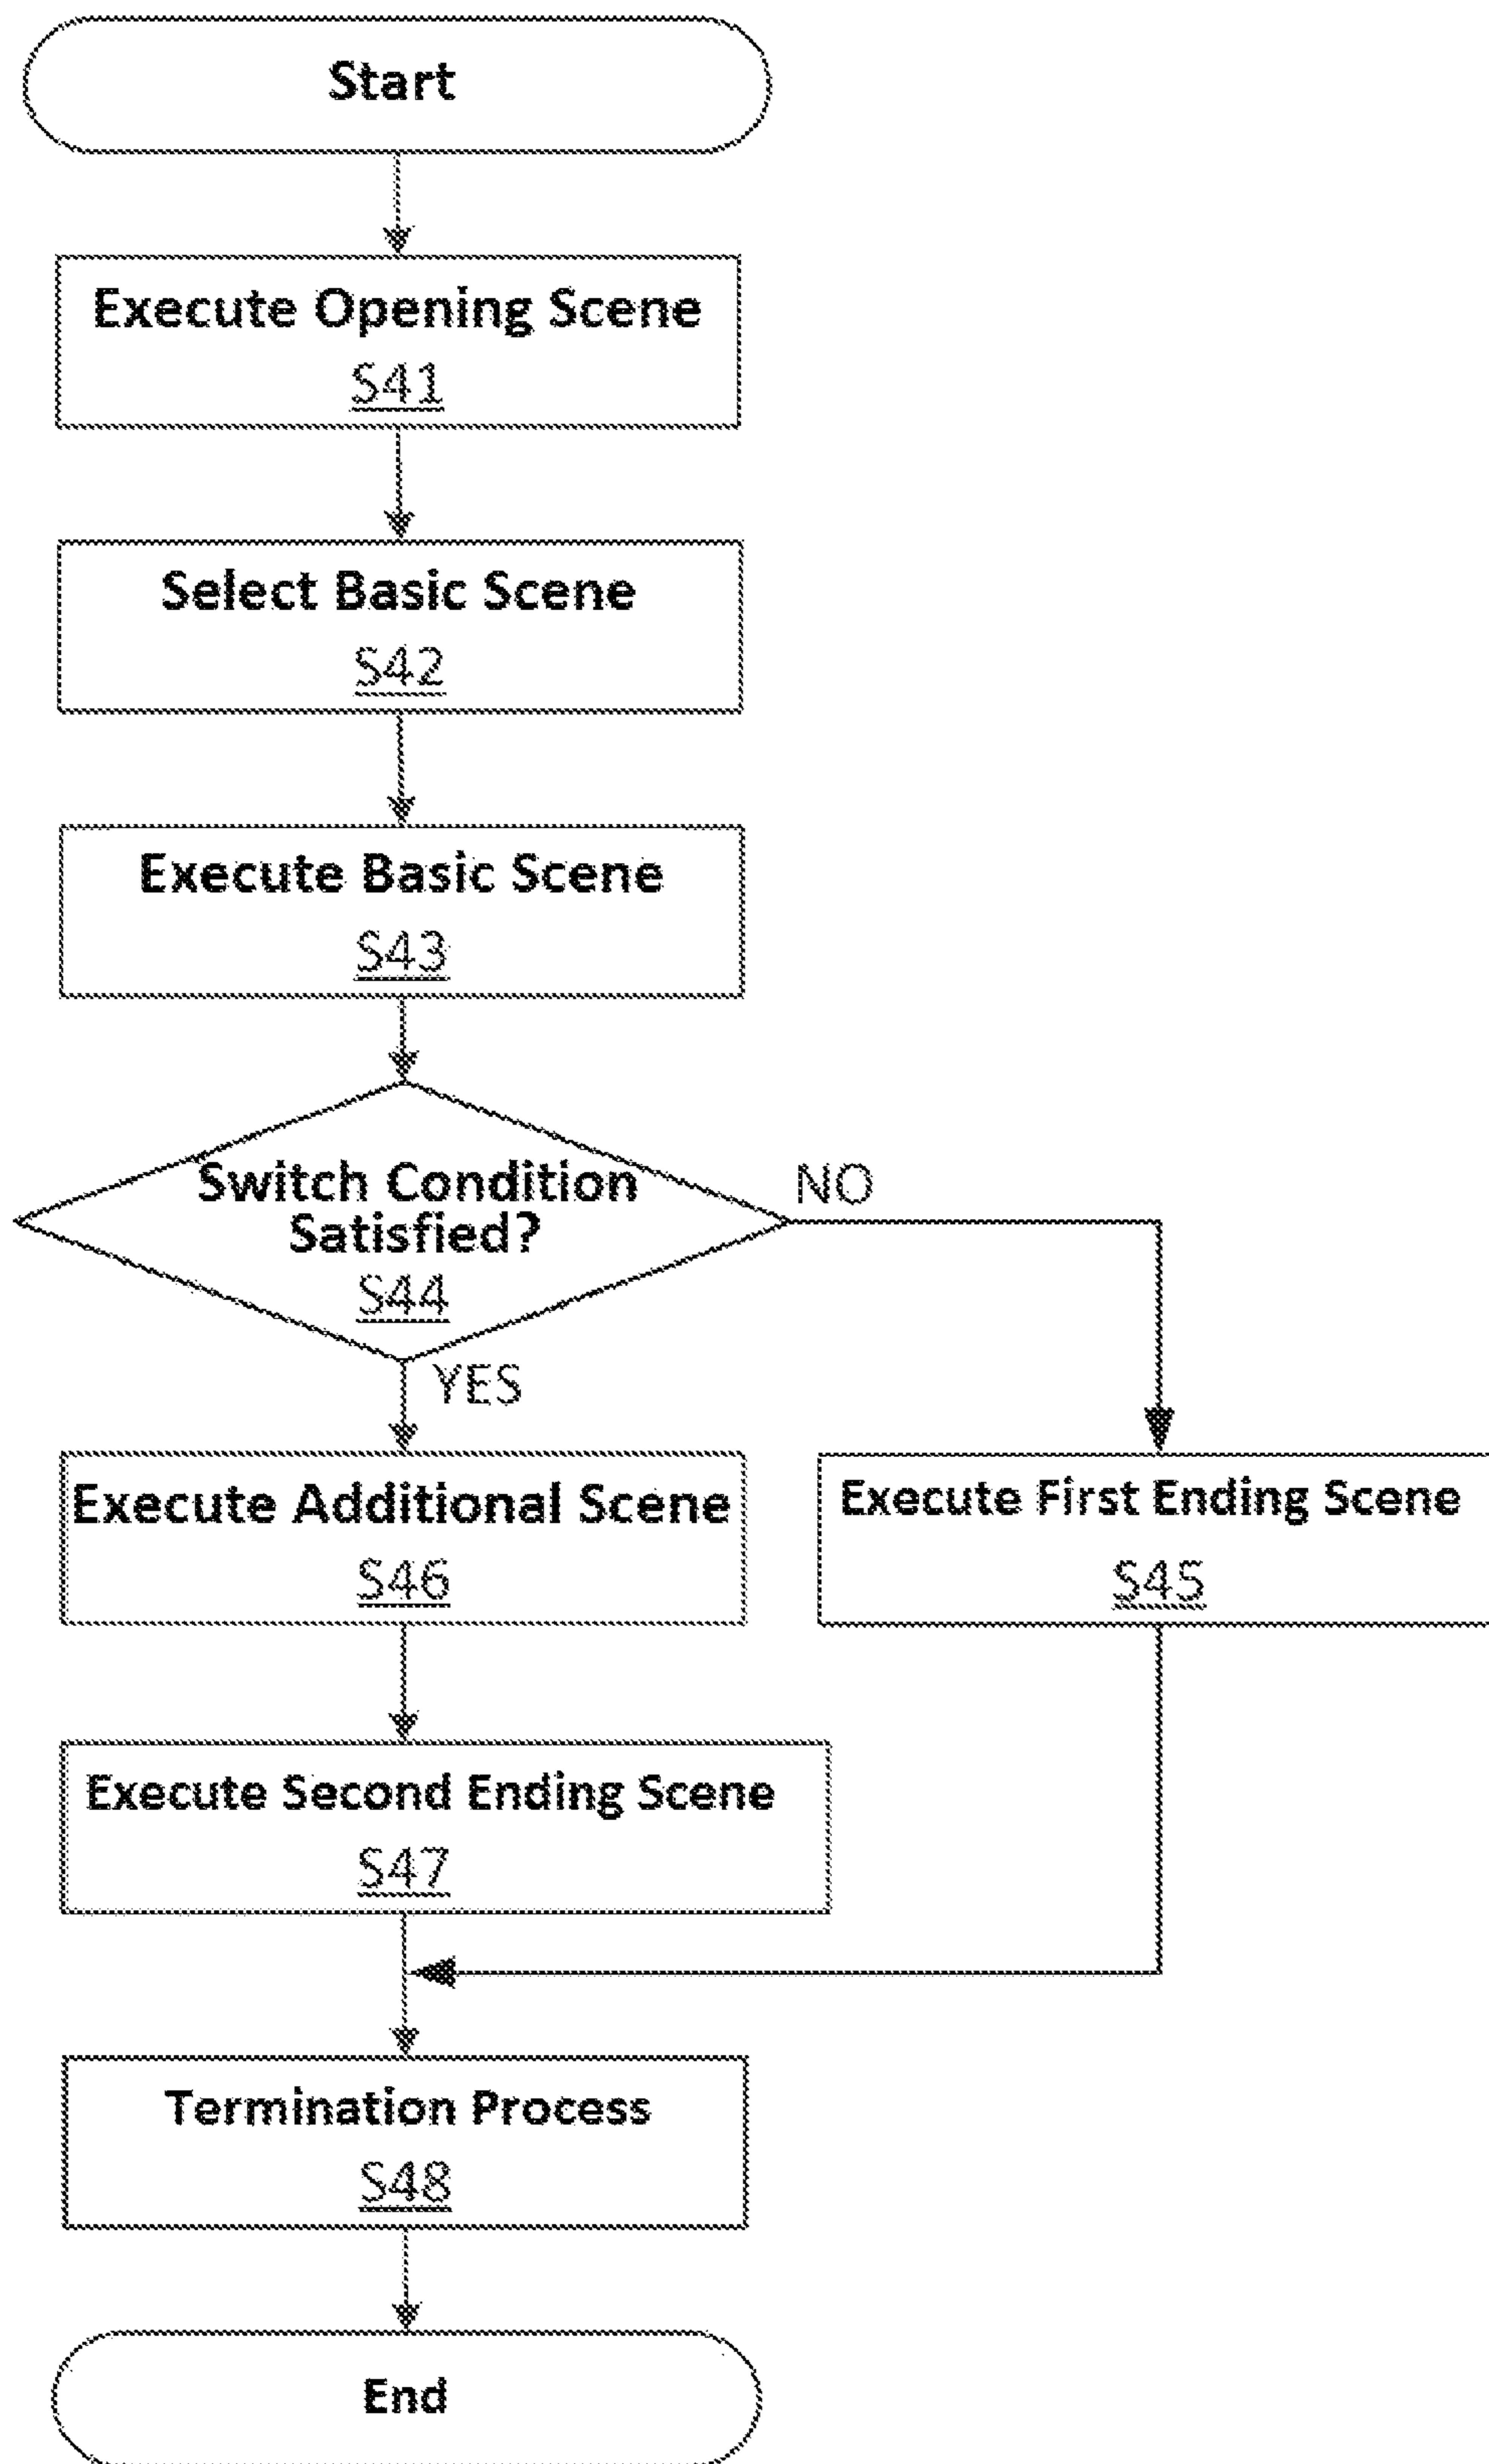 Start
Execute Opening Scene
S41
Select Basic Scene
S42
Execute Basic Scene
S43
Switch Condition
Satisfied?
S44
NO
YES
Execute Additional Scene
S46
Execute First Ending Scene
S45
Execute Second Ending Scene
S47
Termination Process
S48
End